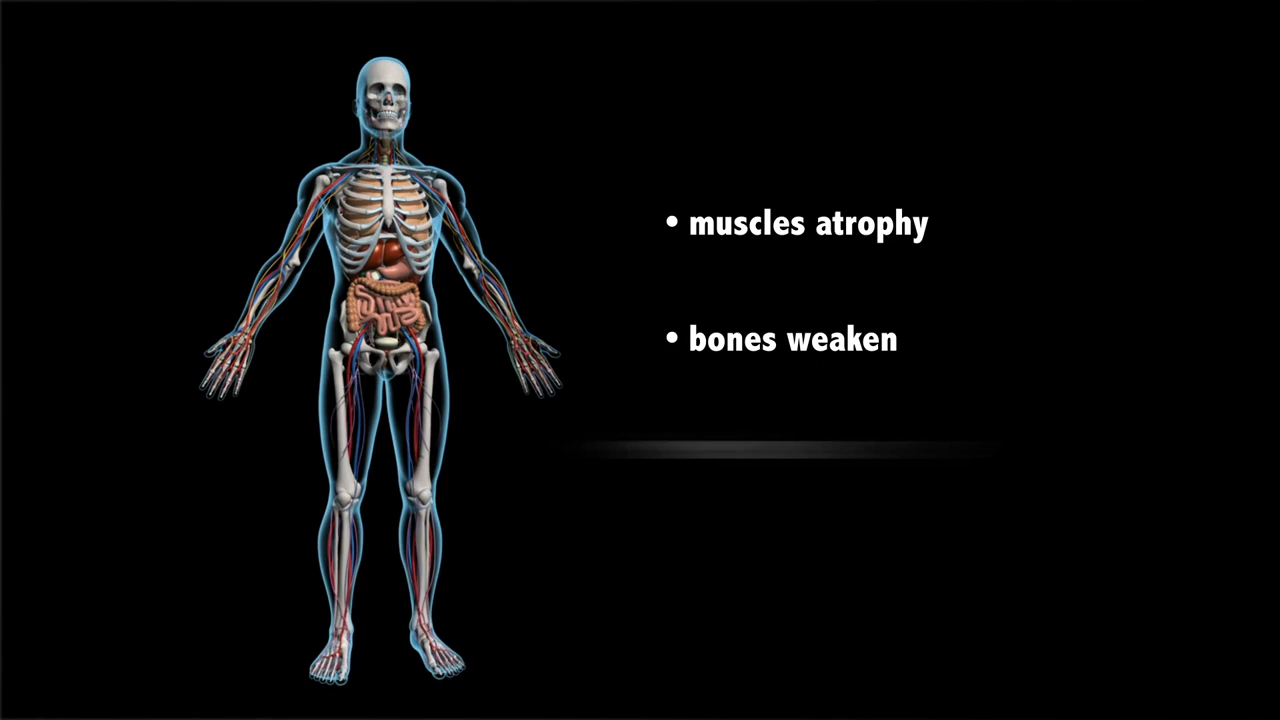 • muscles atrophy
• bones weaken